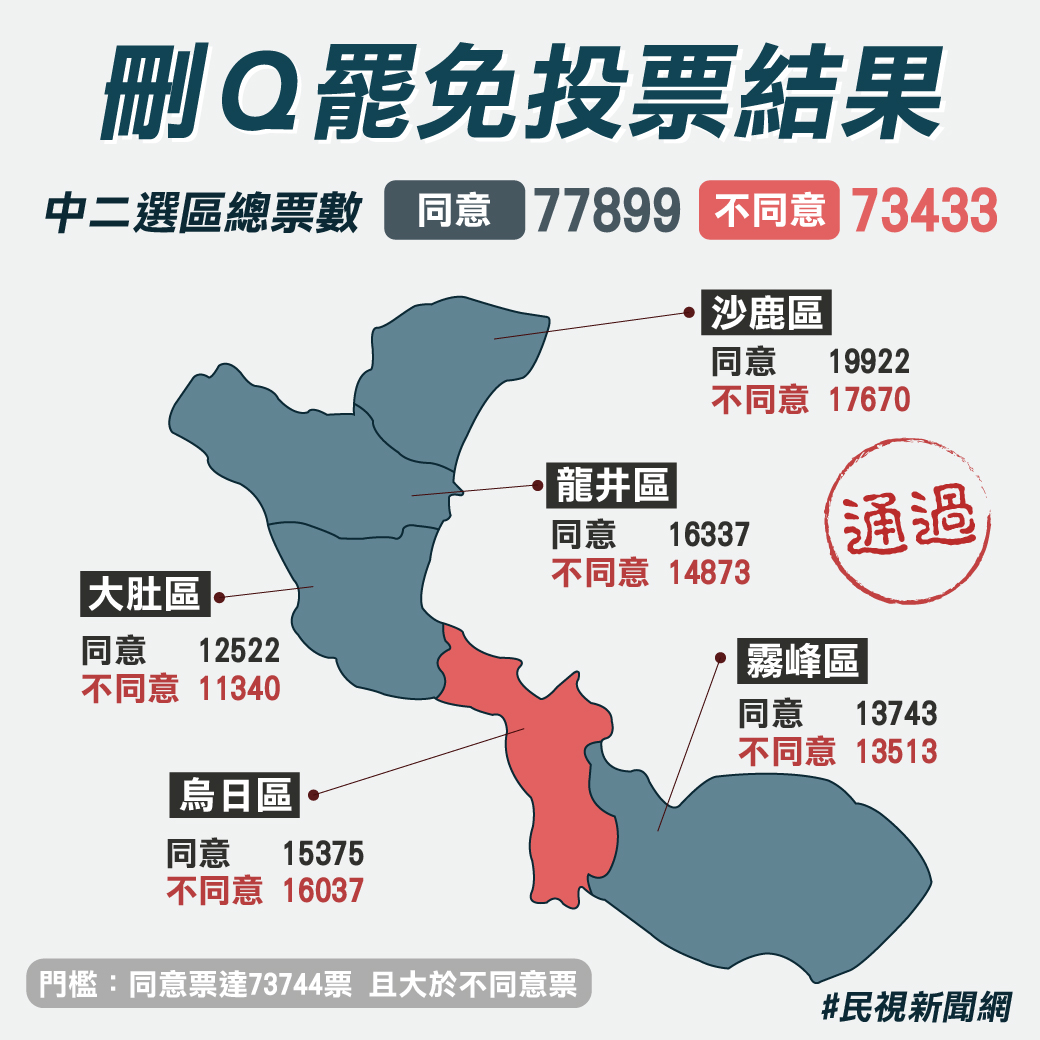 刪Q罷免投票結果
中二選區總票數 同意 77899 不同意 73433
沙鹿區
同意 19922
不同意 17670
龍井區
同意 16337
不同意 14873
通過
大肚區
同意 12522
不同意 11340
霧峰區
同意 13743
不同意 13513
烏日區
同意 15375
不同意 16037
門檻：同意票達73744票 且大於不同意票
#民視新聞網